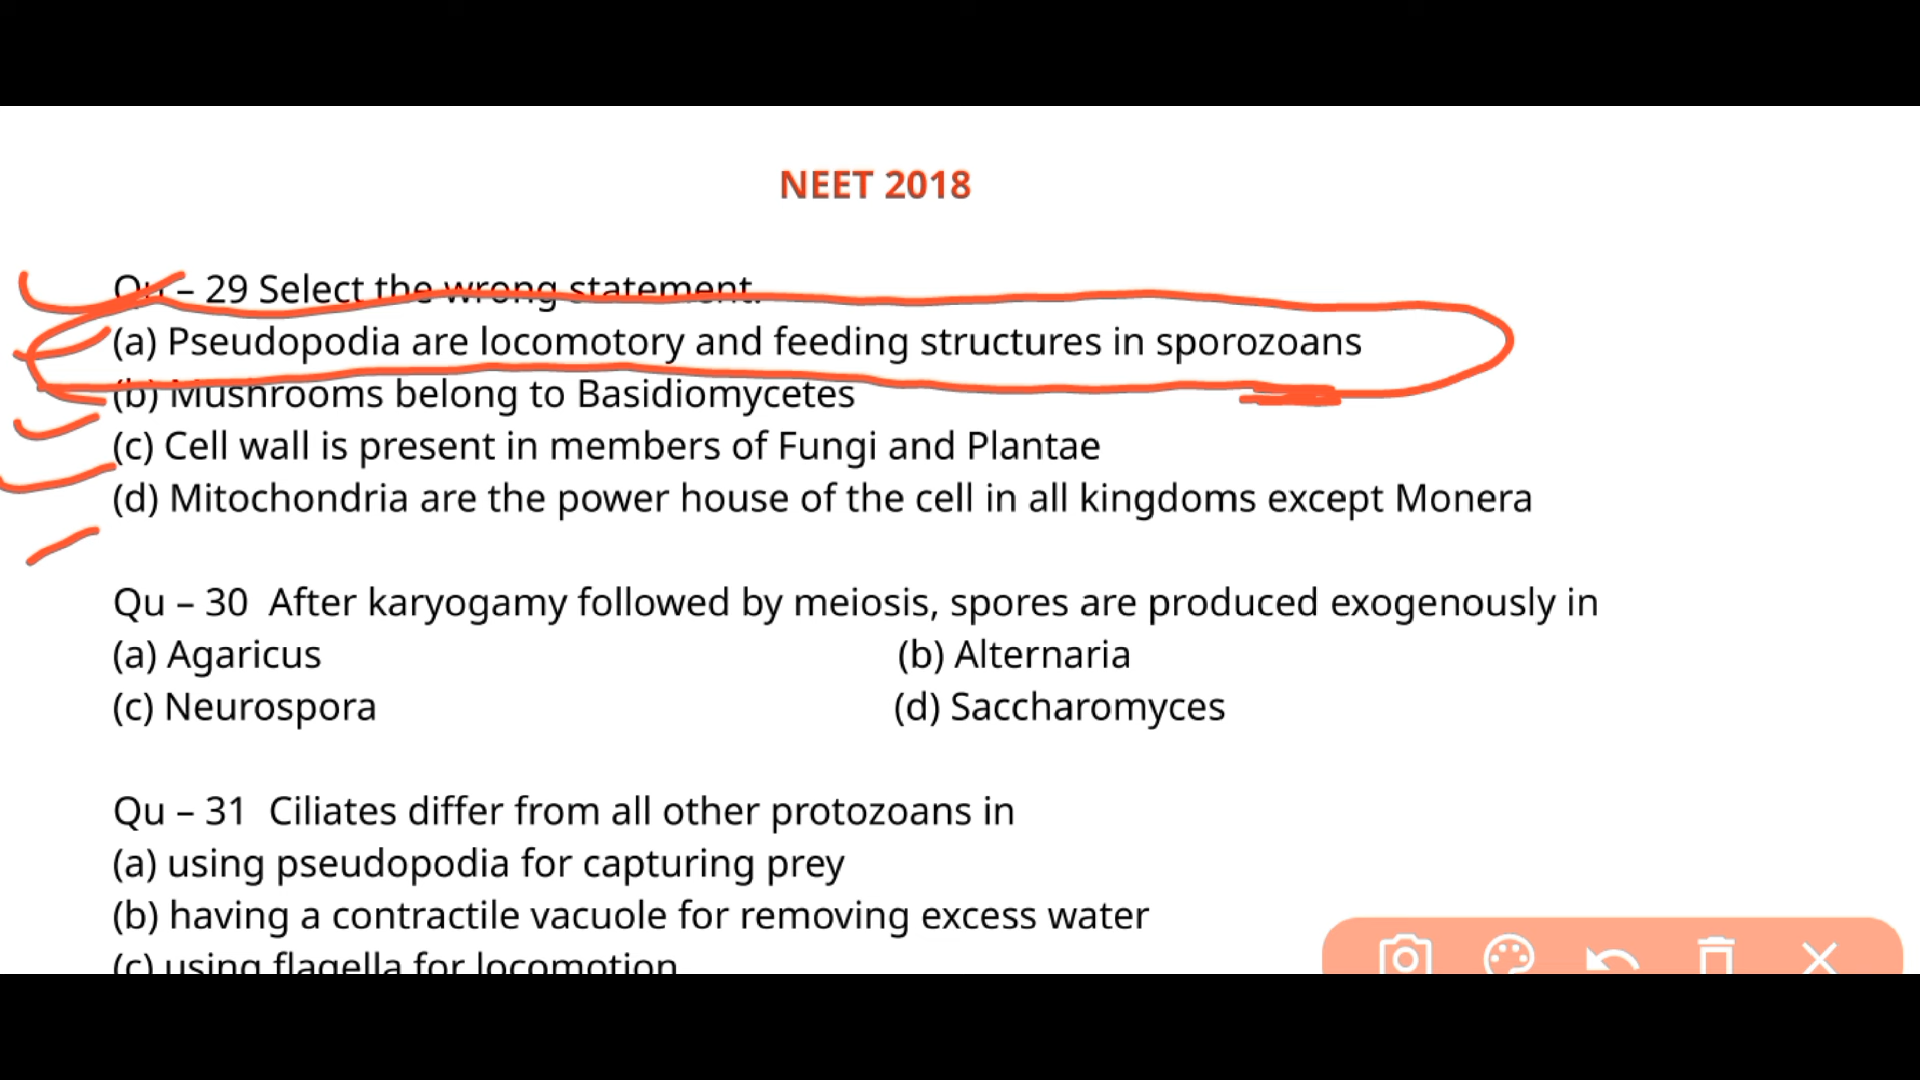 NEET 2018
Qu – 29 Select the wrong statement.
(a) Pseudopodia are locomotory and feeding structures in sporozoans
(b) Mushrooms belong to Basidiomycetes
(c) Cell wall is present in members of Fungi and Plantae
(d) Mitochondria are the power house of the cell in all kingdoms except Monera
Qu – 30 After karyogamy followed by meiosis, spores are produced exogenously in
(a) Agaricus (b) Alternaria
(c) Neurospora (d) Saccharomyces
Qu – 31 Ciliates differ from all other protozoans in
(a) using pseudopodia for capturing prey
(b) having a contractile vacuole for removing excess water
(c) using flagella for locomotion